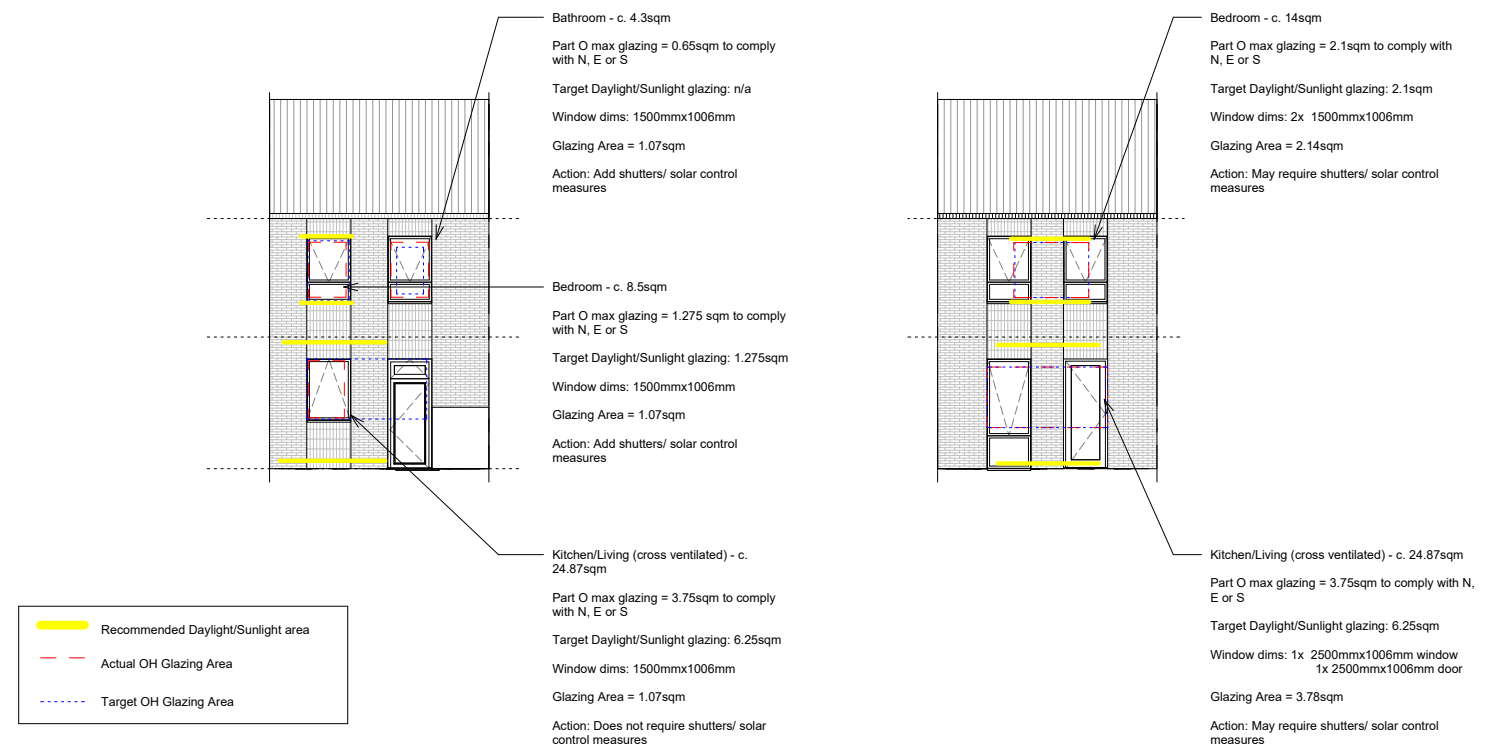 Bathroom - c. 4.3sqm
Part O max glazing = 0.65sqm to comply
with N, E or S
Target Daylight/Sunlight glazing: n/a
Window dims: 1500mmx1006mm
Glazing Area = 1.07sqm
Action: Add shutters/ solar control
measures
Bedroom - c. 8.5sqm
Part O max glazing = 1.275 sqm to comply
with N, E or S
Target Daylight/Sunlight glazing: 1.275sqm
Window dims: 1500mmx1006mm
Glazing Area = 1.07sqm
Action: Add shutters/ solar control
measures
Kitchen/Living (cross ventilated) - c.
24.87sqm
Part O max glazing = 3.75sqm to comply
with N, E or S
Target Daylight/Sunlight glazing: 6.25sqm
Window dims: 1500mmx1006mm
Glazing Area = 1.07sqm
Action: Does not require shutters/ solar
control measures
Bedroom - c. 14sqm
Part O max glazing = 2.1sqm to comply with
N, E or S
Target Daylight/Sunlight glazing: 2.1sqm
Window dims: 2x  1500mmx1006mm
Glazing Area = 2.14sqm
Action: May require shutters/ solar control
measures
Kitchen/Living (cross ventilated) - c. 24.87sqm
Part O max glazing = 3.75sqm to comply with N,
E or S
Target Daylight/Sunlight glazing: 6.25sqm
Window dims: 1x  2500mmx1006mm window
1x 2500mmx1006mm door
Glazing Area = 3.78sqm
Action: May require shutters/ solar control
measures
Recommended Daylight/Sunlight area
Actual OH Glazing Area
Target OH Glazing Area